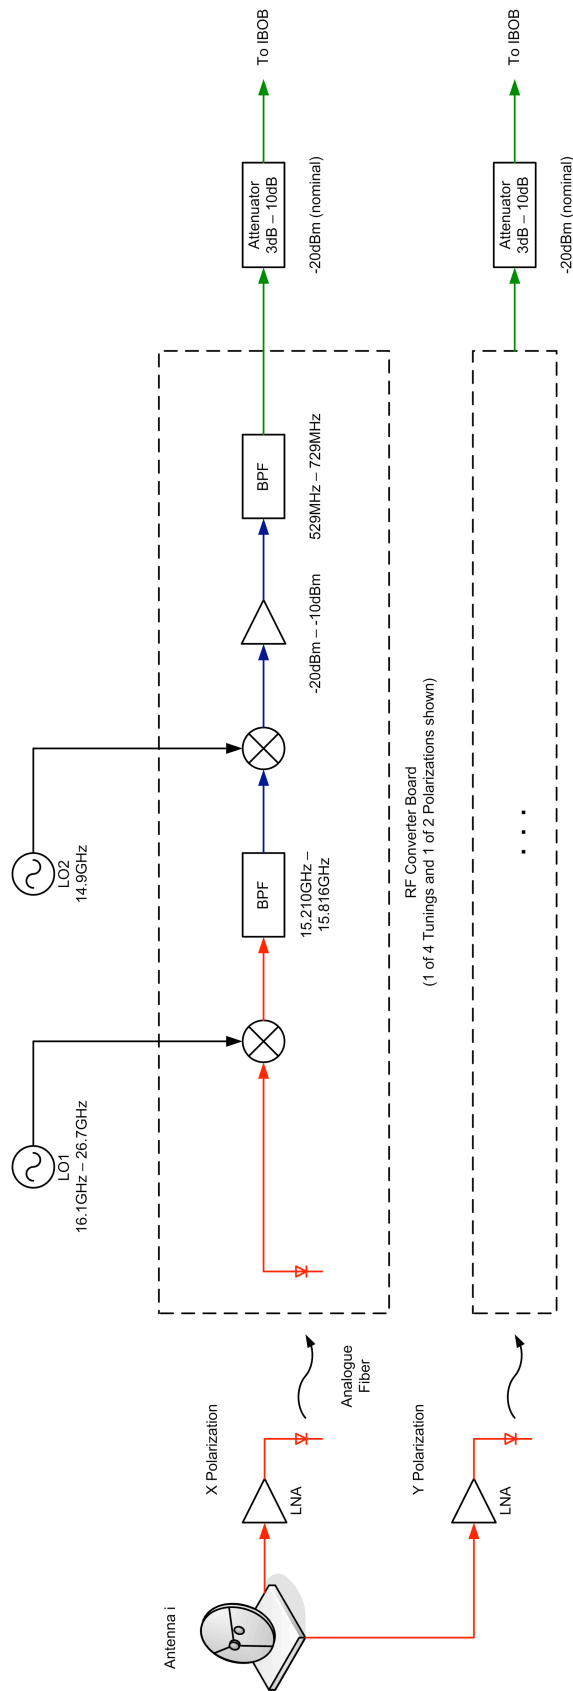 Antenna i
X Polarization
LNA
Y Polarization
LNA
Analogue
Fiber
LO1
16.1GHz – 26.7GHz
LO2
14.9GHz
BPF
15.210GHz –
15.816GHz
-20dBm – -10dBm
BPF
529MHz – 729MHz
RF Converter Board
(1 of 4 Tunings and 1 of 2 Polarizations shown)
. . .
Attenuator
3dB – 10dB
-20dBm (nominal)
To IBOB
Attenuator
3dB – 10dB
-20dBm (nominal)
To IBOB